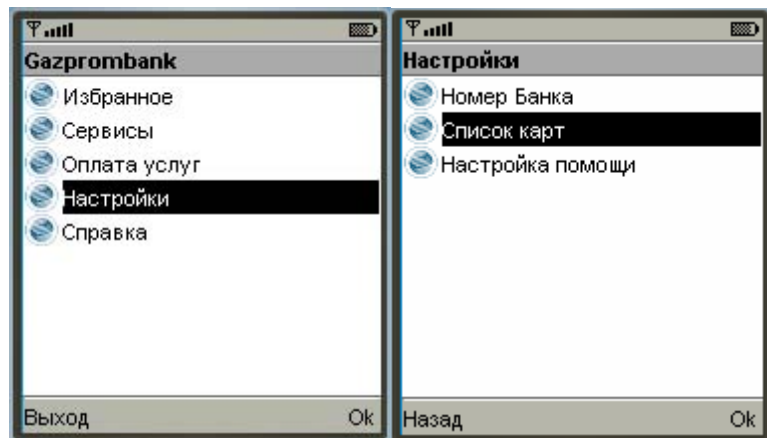 Gazprombank
Избранное
Сервисы
Оплата услуг
Настройки
Справка
Выход Ok
Настройки
Номер Банка
Список карт
Настройка помощи
Назад Ok